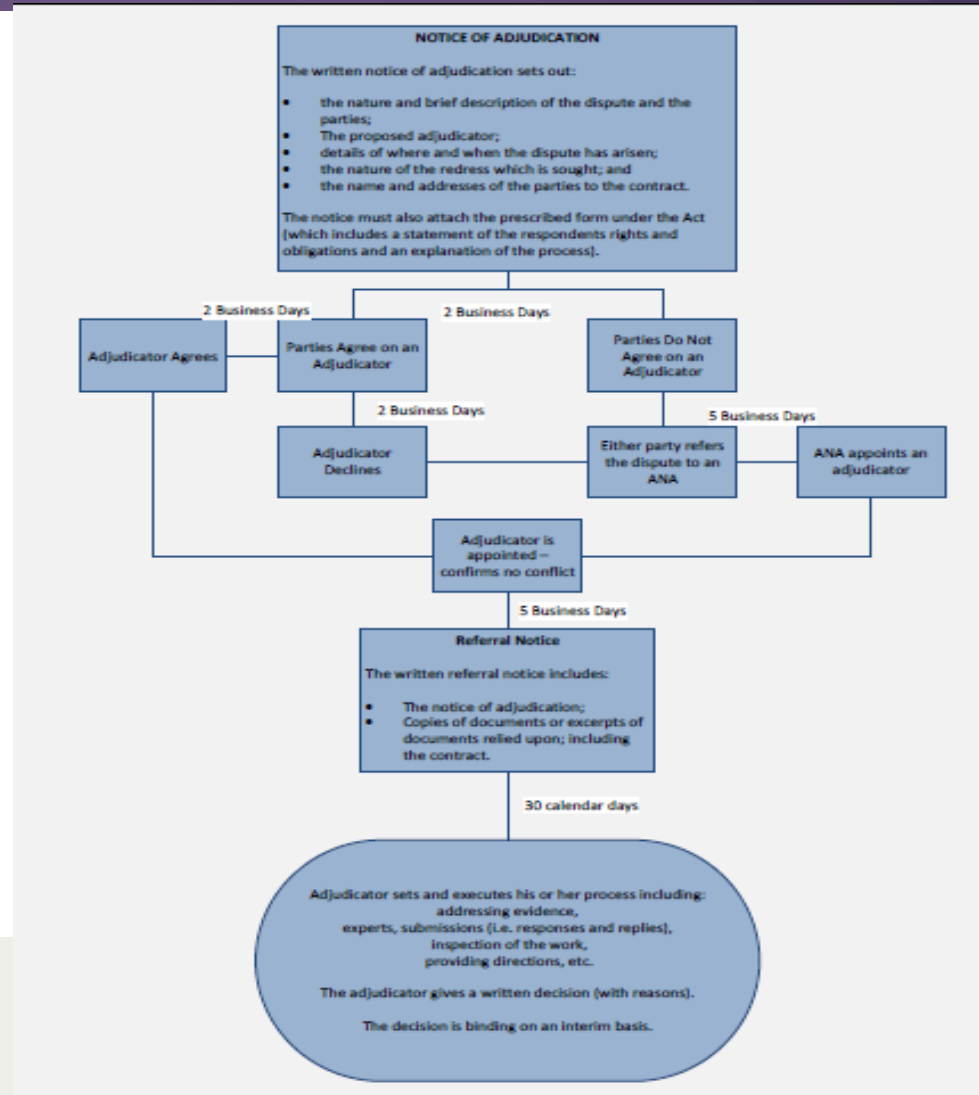 NOTICE OF ADJUDICATION
The written notice of adjudication sets out:
• the nature and brief description of the dispute and the
parties;
• The proposed adjudicator;
• details of where and when the dispute has arisen;
• the nature of the redress which is sought; and
• the name and addresses of the parties to the contract.
The notice must also attach the prescribed form under the Act
(which includes a statement of the respondents rights and
obligations and an explanation of the process).
2 Business Days
2 Business Days
Adjudicator Agrees
Parties Agree on an
Adjudicator
Parties Do Not
Agree on an
Adjudicator
2 Business Days
5 Business Days
Adjudicator
Declines
Either party refers
the dispute to an
ANA
ANA appoints an
adjudicator
Adjudicator is
appointed –
confirms no conflict
5 Business Days
Referral Notice
The written referral notice includes:
• The notice of adjudication;
• Copies of documents or excerpts of
documents relied upon; including
the contract.
30 calendar days
Adjudicator sets and executes his or her process including:
addressing evidence,
experts, submissions (i.e. responses and replies),
inspection of the work,
providing directions, etc.
The adjudicator gives a written decision (with reasons).
The decision is binding on an interim basis.